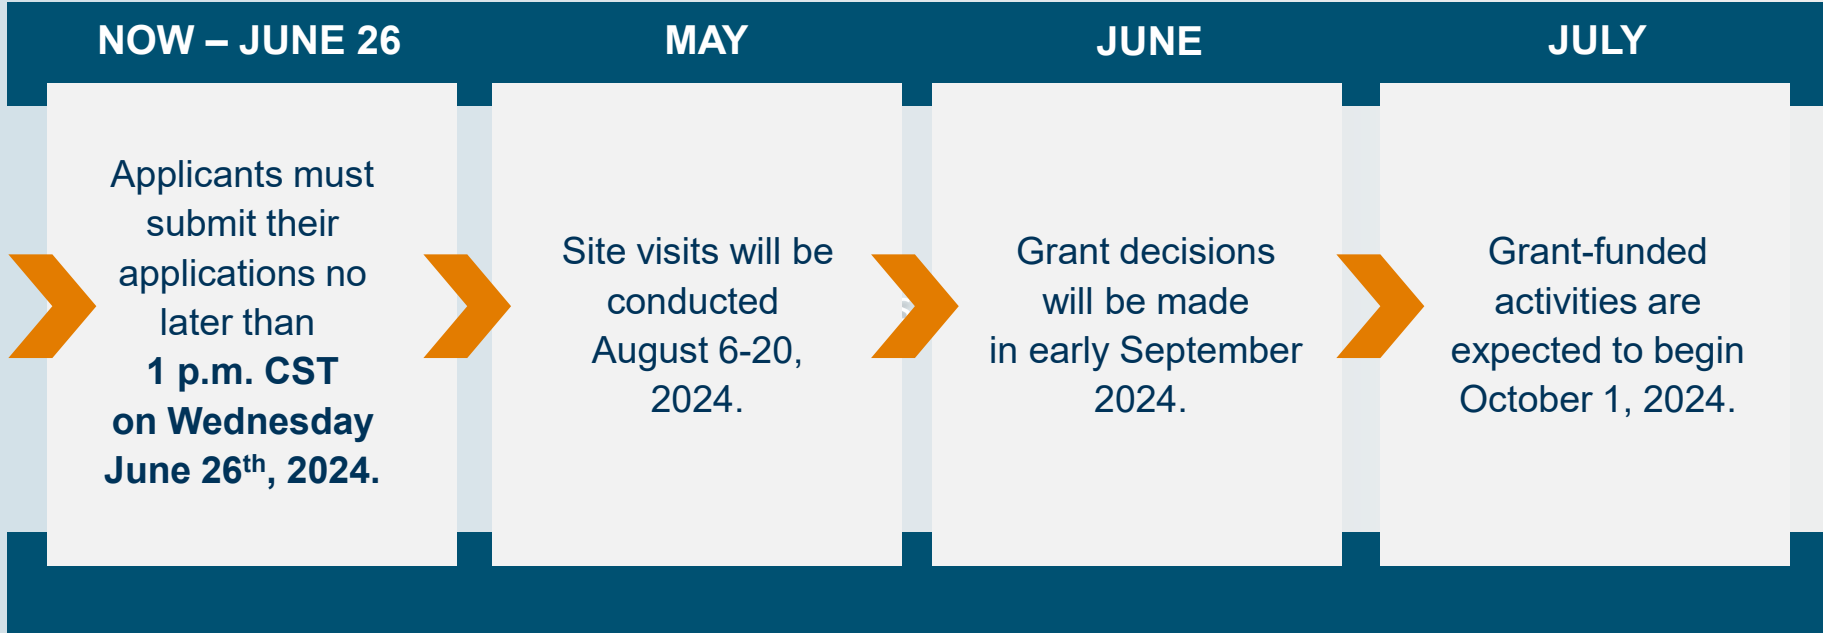 NOW – JUNE 26
MAY
JUNE
JULY
Applicants must
submit their
applications no
later than
1 p.m. CST
on Wednesday
June 26th, 2024.
Site visits will be
conducted
August 6-20,
2024.
Grant decisions
will be made
in early September
2024.
Grant-funded
activities are
expected to begin
October 1, 2024.